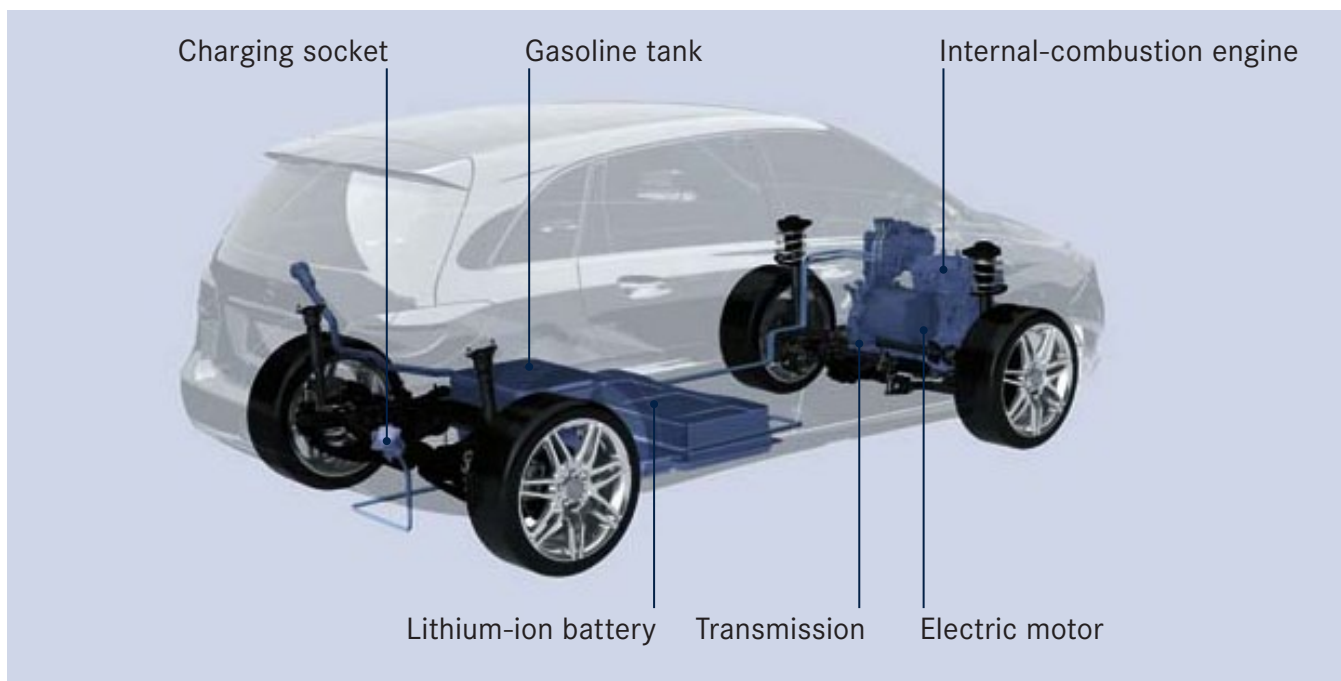 Charging socket
Gasoline tank
Internal-combustion engine
Lithium-ion battery
Transmission
Electric motor